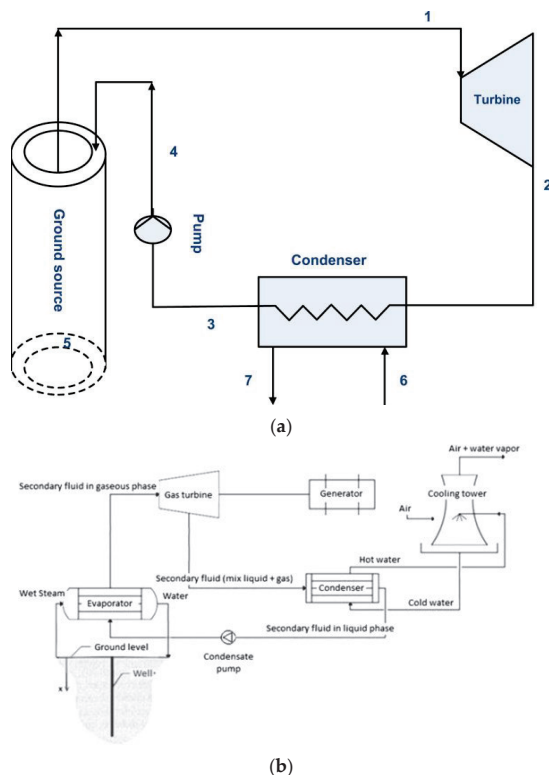 1
Turbine
4
2
Ground source
Pump
Condenser
5
3
7
6
(a)
Air + water vapor
Secondary fluid in gaseous phase
Gas turbine
Generator
Cooling tower
Air
Hot water
Secondary fluid (mix liquid + gas)
Wet Steam
Water
Evaporator
Condenser
Cold water
Secondary fluid in liquid phase
Ground level
Condensate
pump
x
Well
(b)